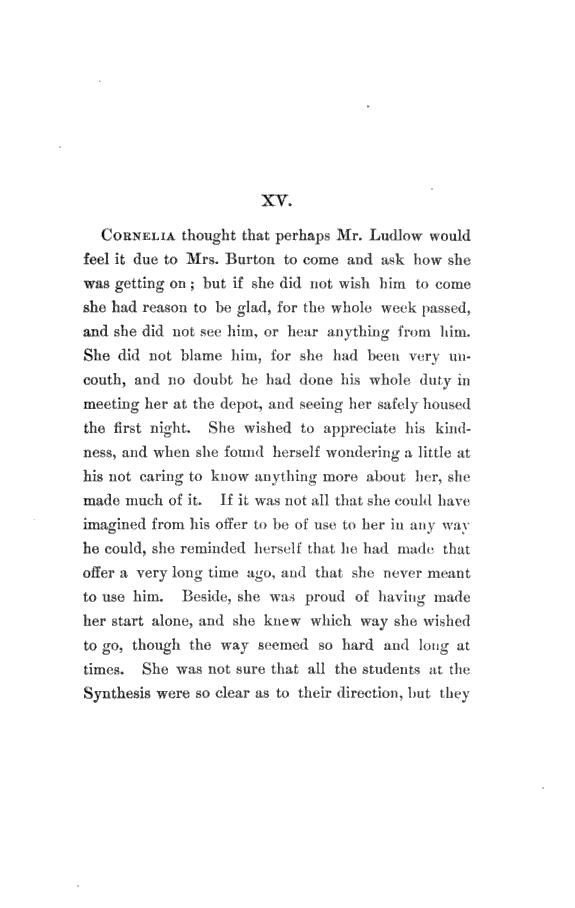 XV.
CORNELIA thought that perhaps Mr. Ludlow would
feel it due to Mrs. Burton to come and ask how she
was getting on ; but if she did not wish him to come
she had reason to be glad, for the whole week passed,
and she did not see him, or hear anything from him.
She did not blame him, for she had been very un-
couth, and no doubt he had done his whole duty in
meeting her at the depot, and seeing her safely housed
the first night. She wished to appreciate his kind-
ness, and when she found herself wondering a little at
his not caring to know anything more about her, she
made much of it. If it was not all that she could have
imagined from his offer to be of use to her in any way
he could, she reminded herself that he had made that
offer a very long time ago, and that she never meant
to use him. Beside, she was proud of having made
her start alone, and she knew which way she wished
to go, though the way seemed so hard and long at
times. She was not sure that all the students at the
Synthesis were so clear as to their direction, but they